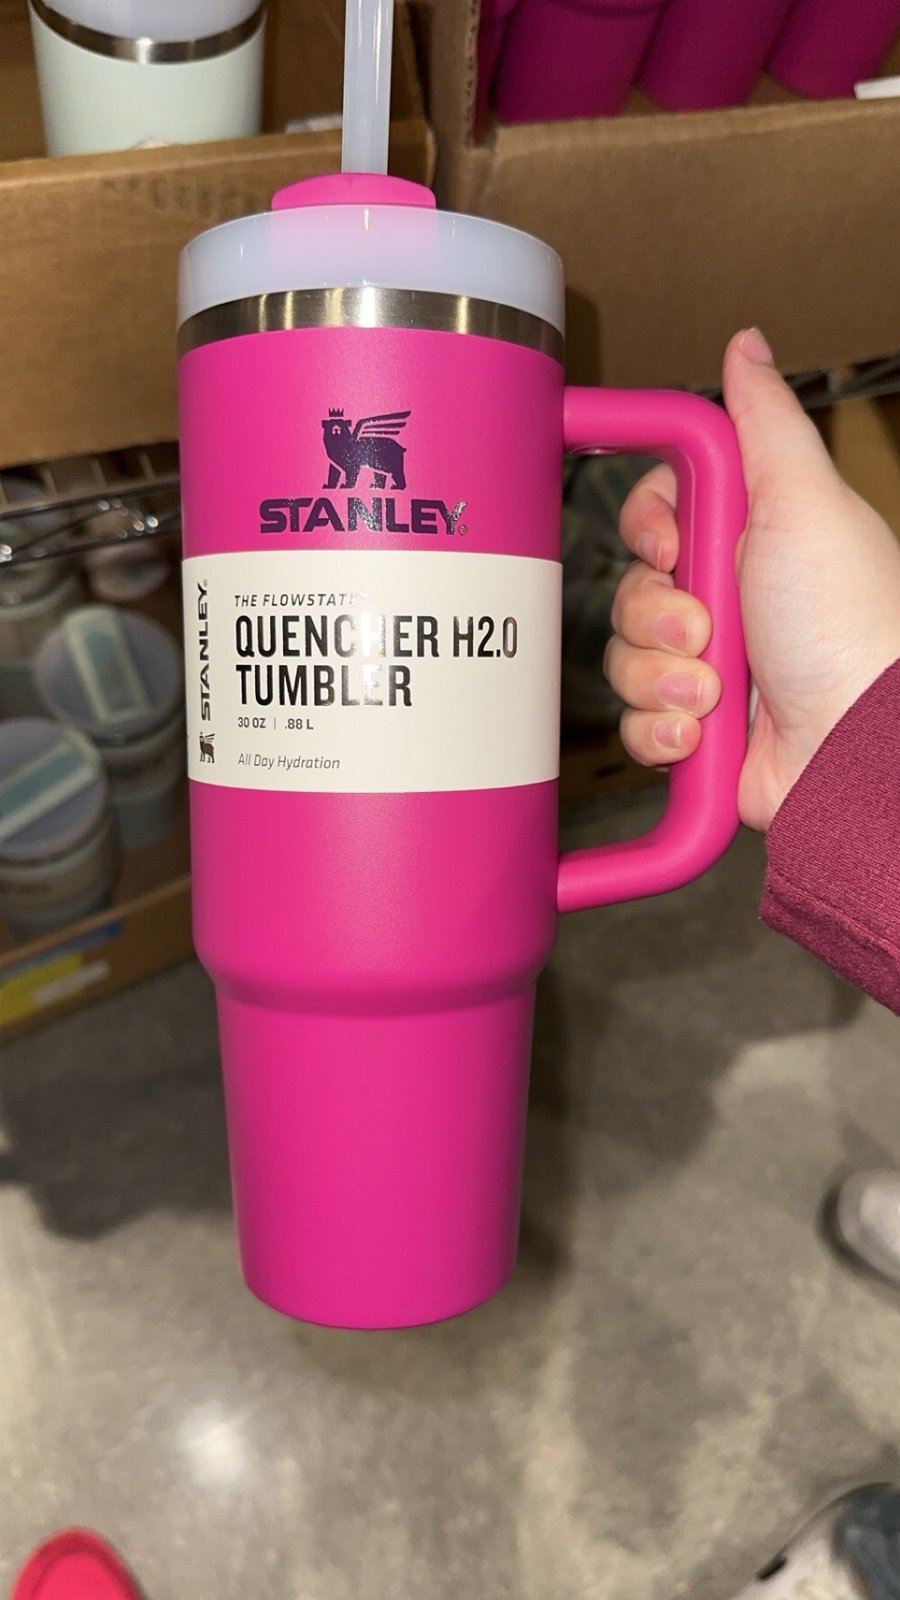 STANLEY®
STANLEY®
THE FLOWSTATE
QUENCHER H2.0
TUMBLER
30 OZ | .88 L
All Day Hydration